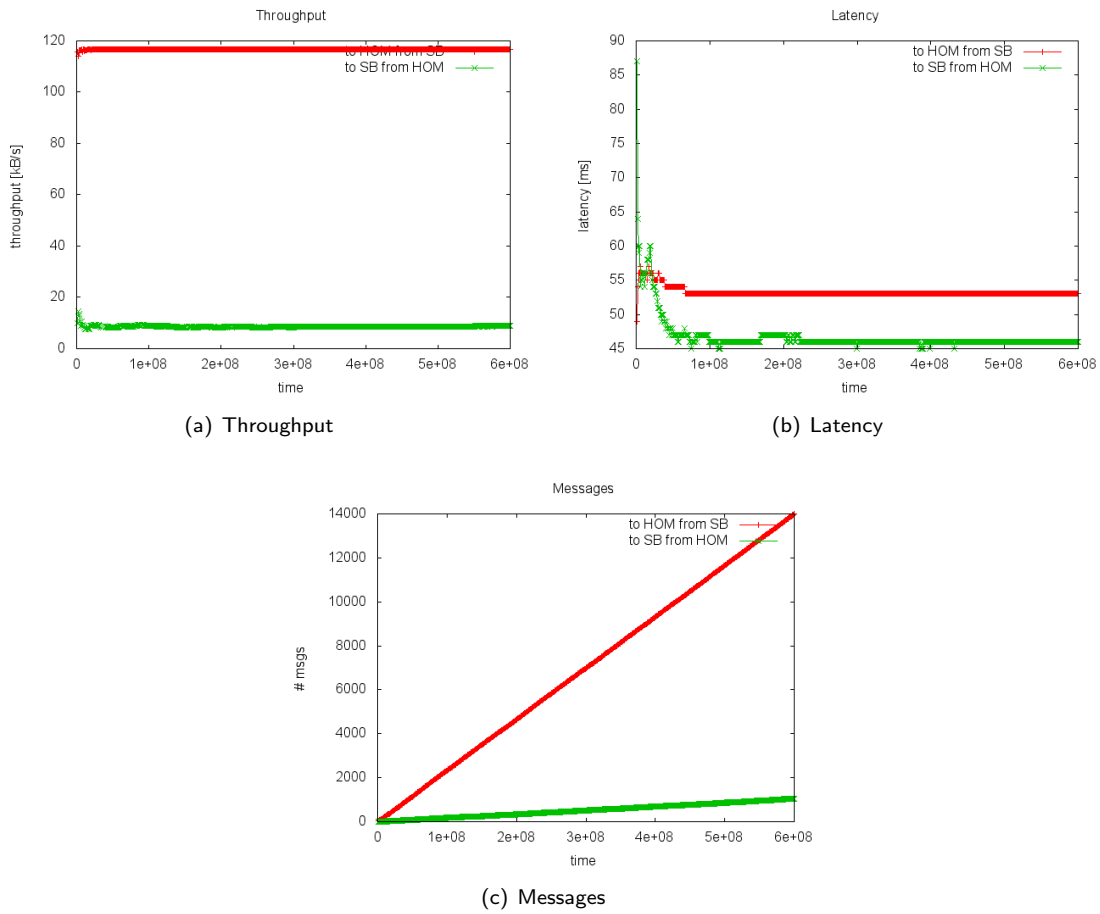 Throughput
120
100
80
60
40
20
0
throughput [kB/s]
to HOM from SB
to SB from HOM
0 1e+08 2e+08 3e+08 4e+08 5e+08 6e+08
time
(a) Throughput
Latency
90
85
80
75
70
65
60
55
50
45
latency [ms]
to HOM from SB
to SB from HOM
0 1e+08 2e+08 3e+08 4e+08 5e+08 6e+08
time
(b) Latency
Messages
14000
12000
10000
8000
6000
4000
2000
0
# msgs
to HOM from SB
to SB from HOM
0 1e+08 2e+08 3e+08 4e+08 5e+08 6e+08
time
(c) Messages